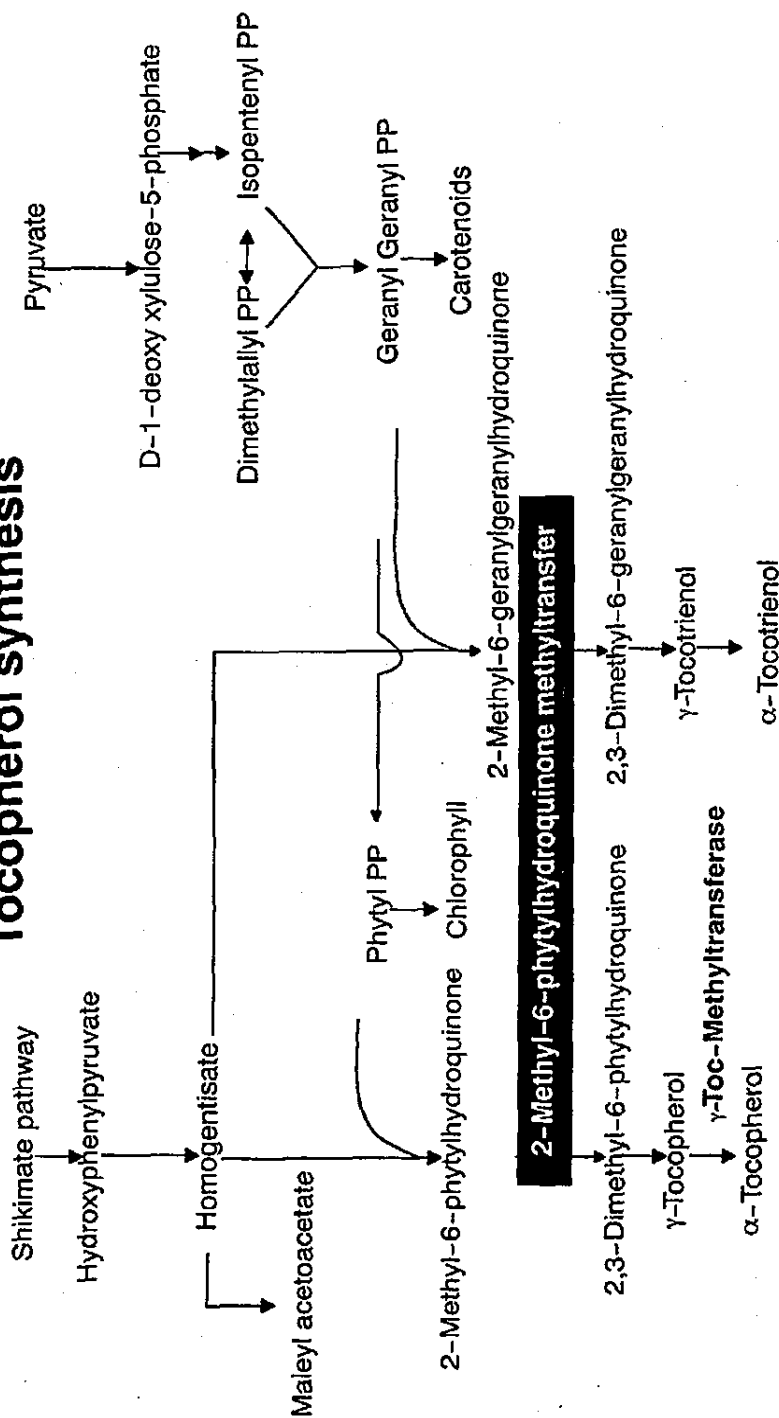 Tocopherol synthesis
Shikimate pathway
Hydroxyphenylpyruvate
Homogentisate
Maleyl acetoacetate
2-Methyl-6-phytylhydroquinone
Phytyl PP
Chlorophyll
Pyruvate
D-1-deoxy xylulose-5-phosphate
Dimethylallyl PP
Isopentenyl PP
Geranyl Geranyl PP
Carotenoids
2-Methyl-6-geranylgeranylhydroquinone
2-Methyl-6-phytylhydroquinone methyltransfer
2,3-Dimethyl-6-phytylhydroquinone
γ-Tocopherol
γ-Toc-Methyltransferase
α-Tocopherol
2,3-Dimethyl-6-geranylgeranylhydroquinone
γ-Tocotrienol
α-Tocotrienol